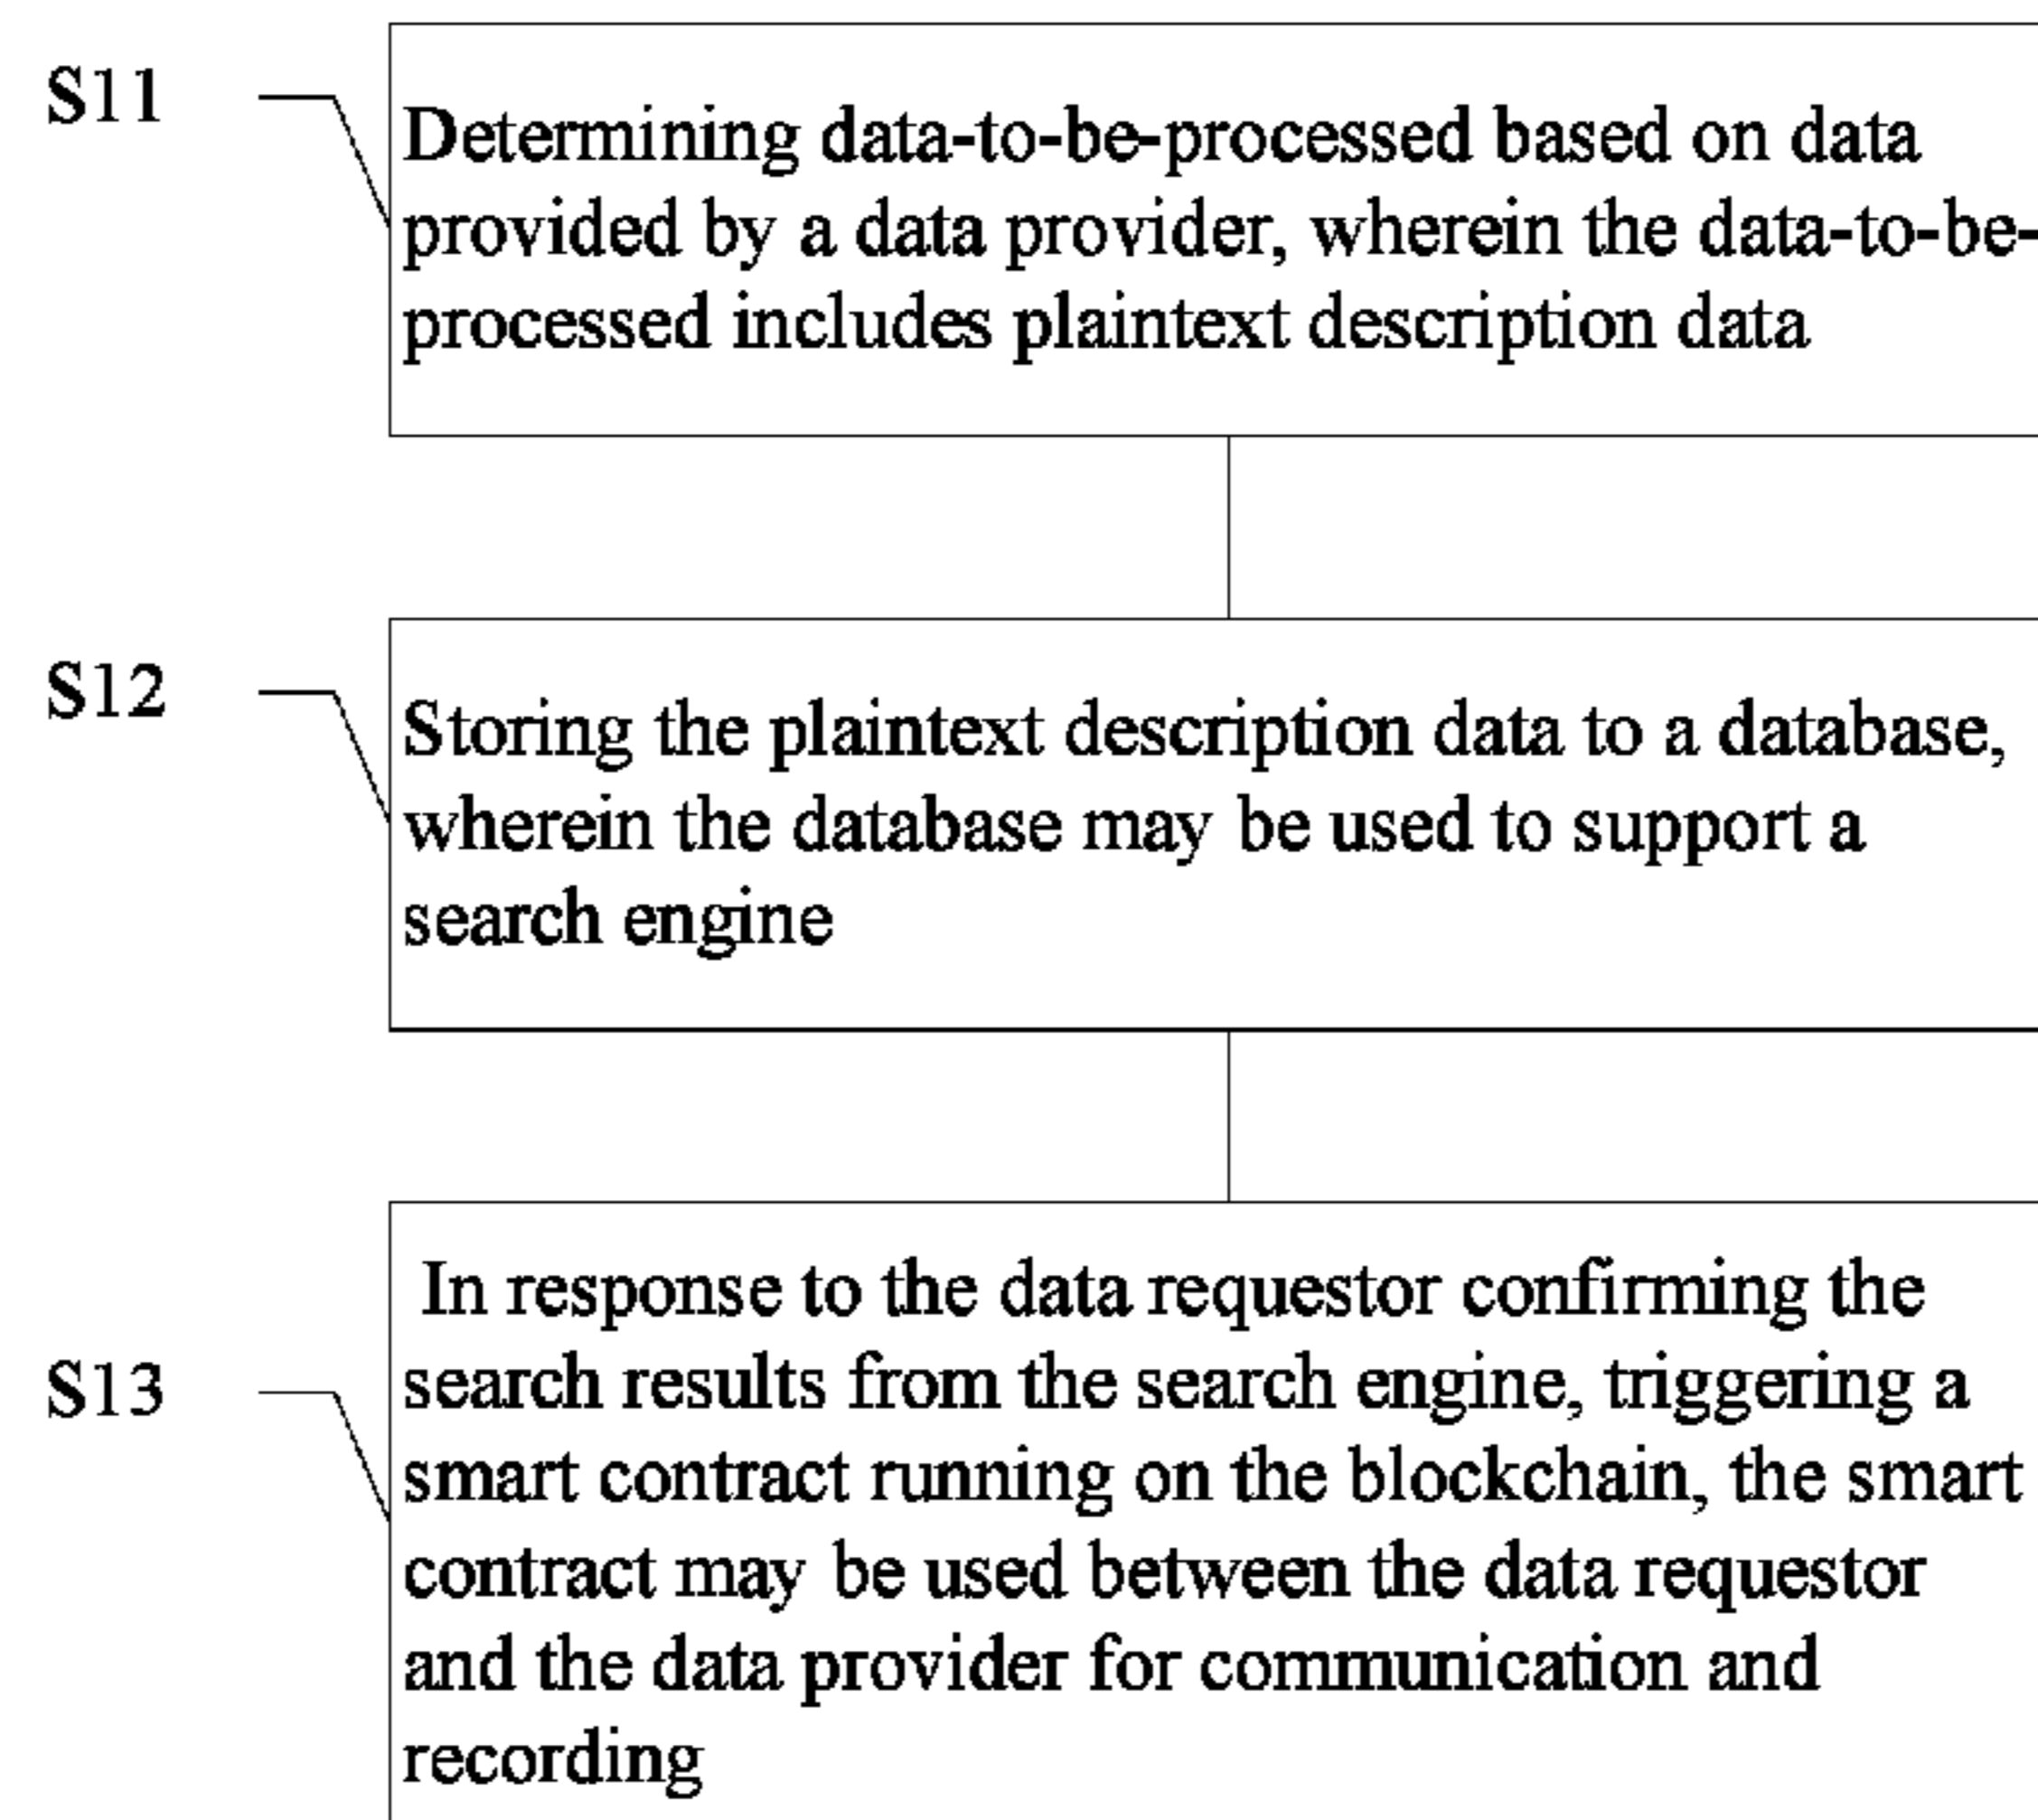 S11
Determining data-to-be-processed based on data
provided by a data provider, wherein the data-to-be-
processed includes plaintext description data
S12
Storing the plaintext description data to a database,
wherein the database may be used to support a
search engine
S13
In response to the data requestor confirming the
search results from the search engine, triggering a
smart contract running on the blockchain, the smart
contract may be used between the data requestor
and the data provider for communication and
recording